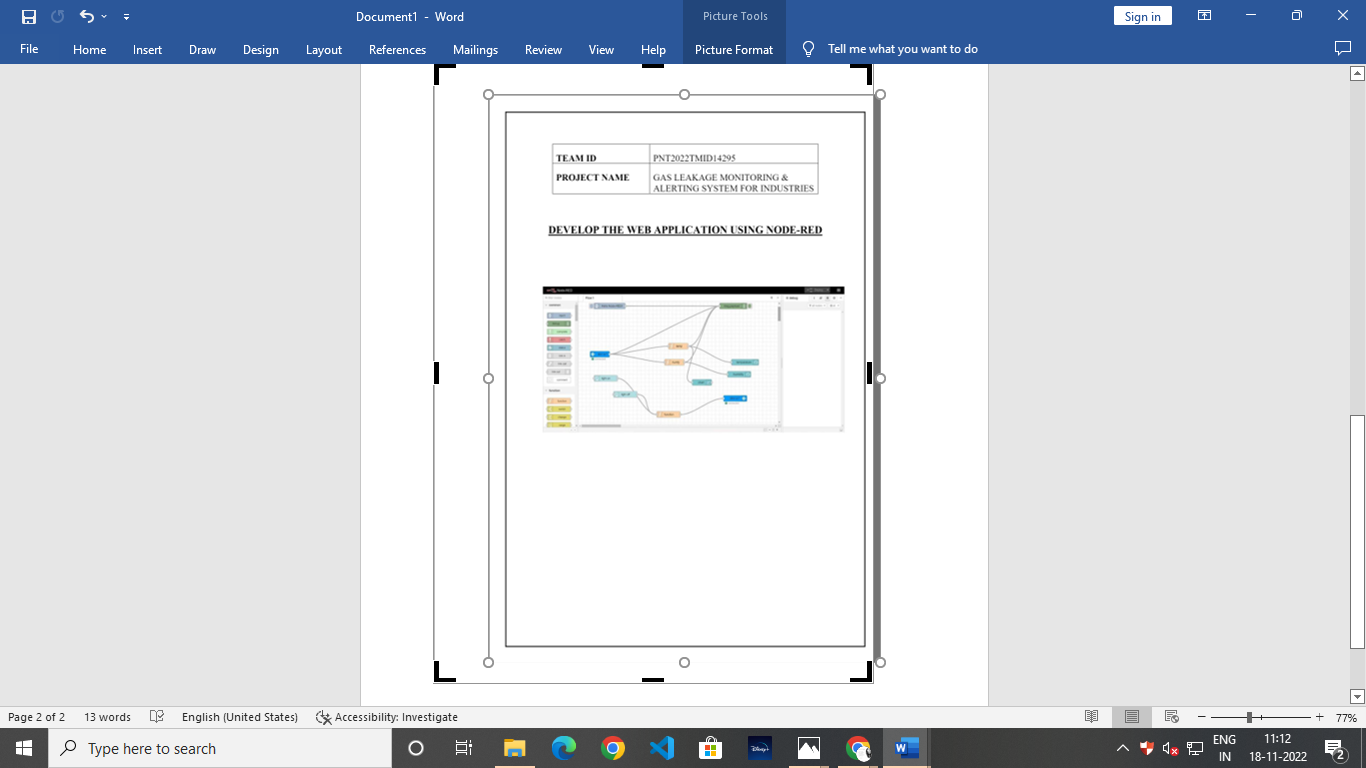 Document1 - Word
Picture Tools
Sign in
File Home Insert Draw Design Layout References Mailings Review View Help Picture Format Tell me what you want to do
TEAM ID PNT2022TMID14295
PROJECT NAME GAS LEAKAGE MONITORING &
ALERTING SYSTEM FOR INDUSTRIES
DEVELOP THE WEB APPLICATION USING NODE-RED
Page 2 of 2 13 words English (United States) Accessibility: Investigate 77%
Type here to search
Disney+
ENG
IN
11:12
18-11-2022
2